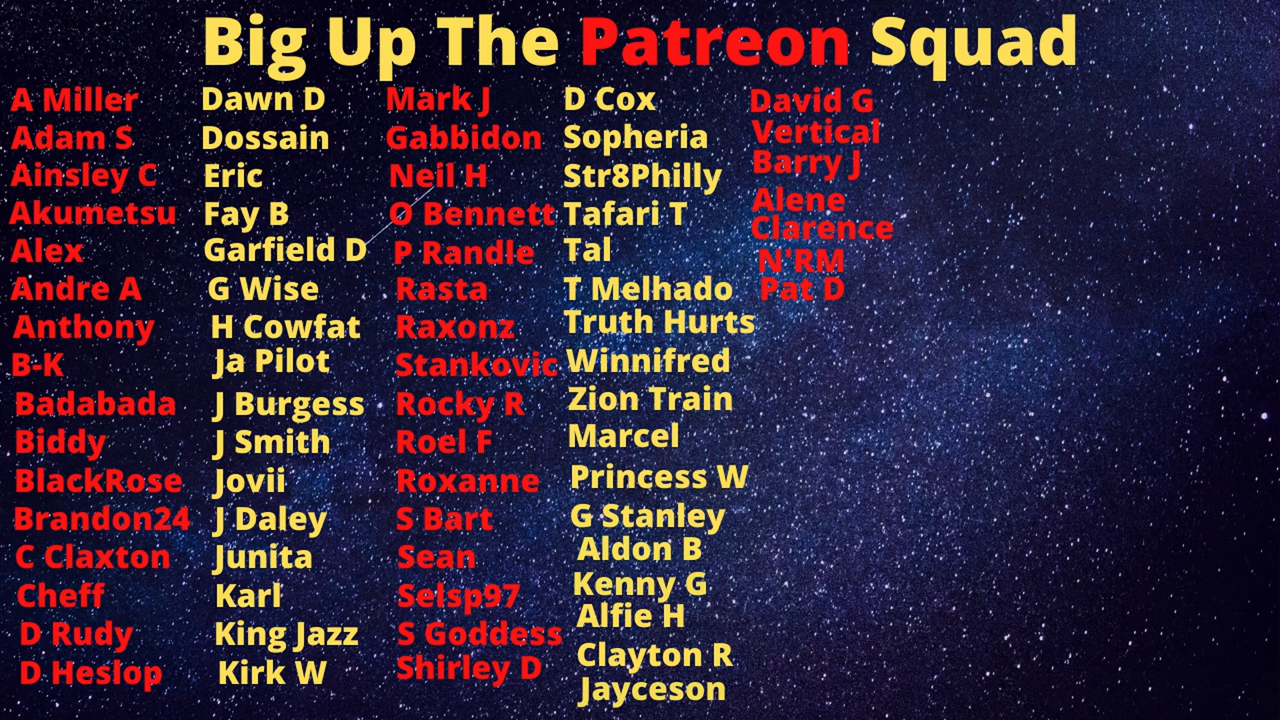 Big Up The Patreon Squad
A Miller
Adam S
Ainsley C
Akumetsu
Alex
Andre A
Anthony
B-K
Badabada
Biddy
BlackRose
Brandon24
C Claxton
Cheff
D Rudy
D Heslop
Dawn D
Dossain
Eric
Fay B
Garfield D
G Wise
H Cowfat
Ja Pilot
J Burgess
J Smith
Jovii
J Daley
Junita
Karl
King Jazz
Kirk W
Mark J
Gabbidon
Neil H
O Bennett
P Randle
Rasta
Raxonz
Stankovic
Rocky R
Roel F
Roxanne
S Bart
Sean
Selsp97
S Goddess
Shirley D
D Cox
Sopheria
Str8Philly
Tafari T
Tal
T Melhado
Truth Hurts
Winnifred
Zion Train
Marcel
Princess W
G Stanley
Aldon B
Kenny G
Alfie H
Clayton R
Jayceson
David G
Vertical
Barry J
Alene
Clarence
N'RM
Pat D